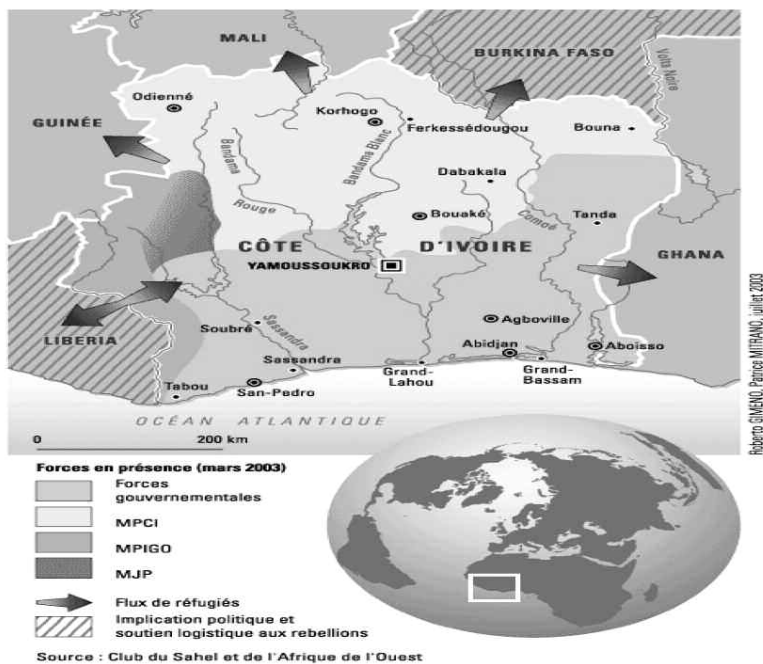 MALI
BURKINA FASO
Volta Noire
Odienné
Korhogo
Ferkessédougou
Bouna
GUINÉE
Bandama
Bandama Blanc
Dabakala
Rouge
Bouaké
Comoé
Tanda
CÔTE D'IVOIRE
GHANA
YAMOUSSOUKRO
Agboville
Soubré
Sassandra
LIBERIA
Abidjan
Aboisso
Sassandra
Grand-
Lahou
Grand-
Bassam
Tabou
San-Pedro
OCÉAN ATLANTIQUE
0 200 km
Roberto GIMENO, Patrice MITRANO, juillet 2003
Forces en présence (mars 2003)
Forces
gouvernementales
MPCI
MPIGO
MJP
Flux de réfugiés
Implication politique et
soutien logistique aux rebellions
Source : Club du Sahel et de l'Afrique de l'Ouest